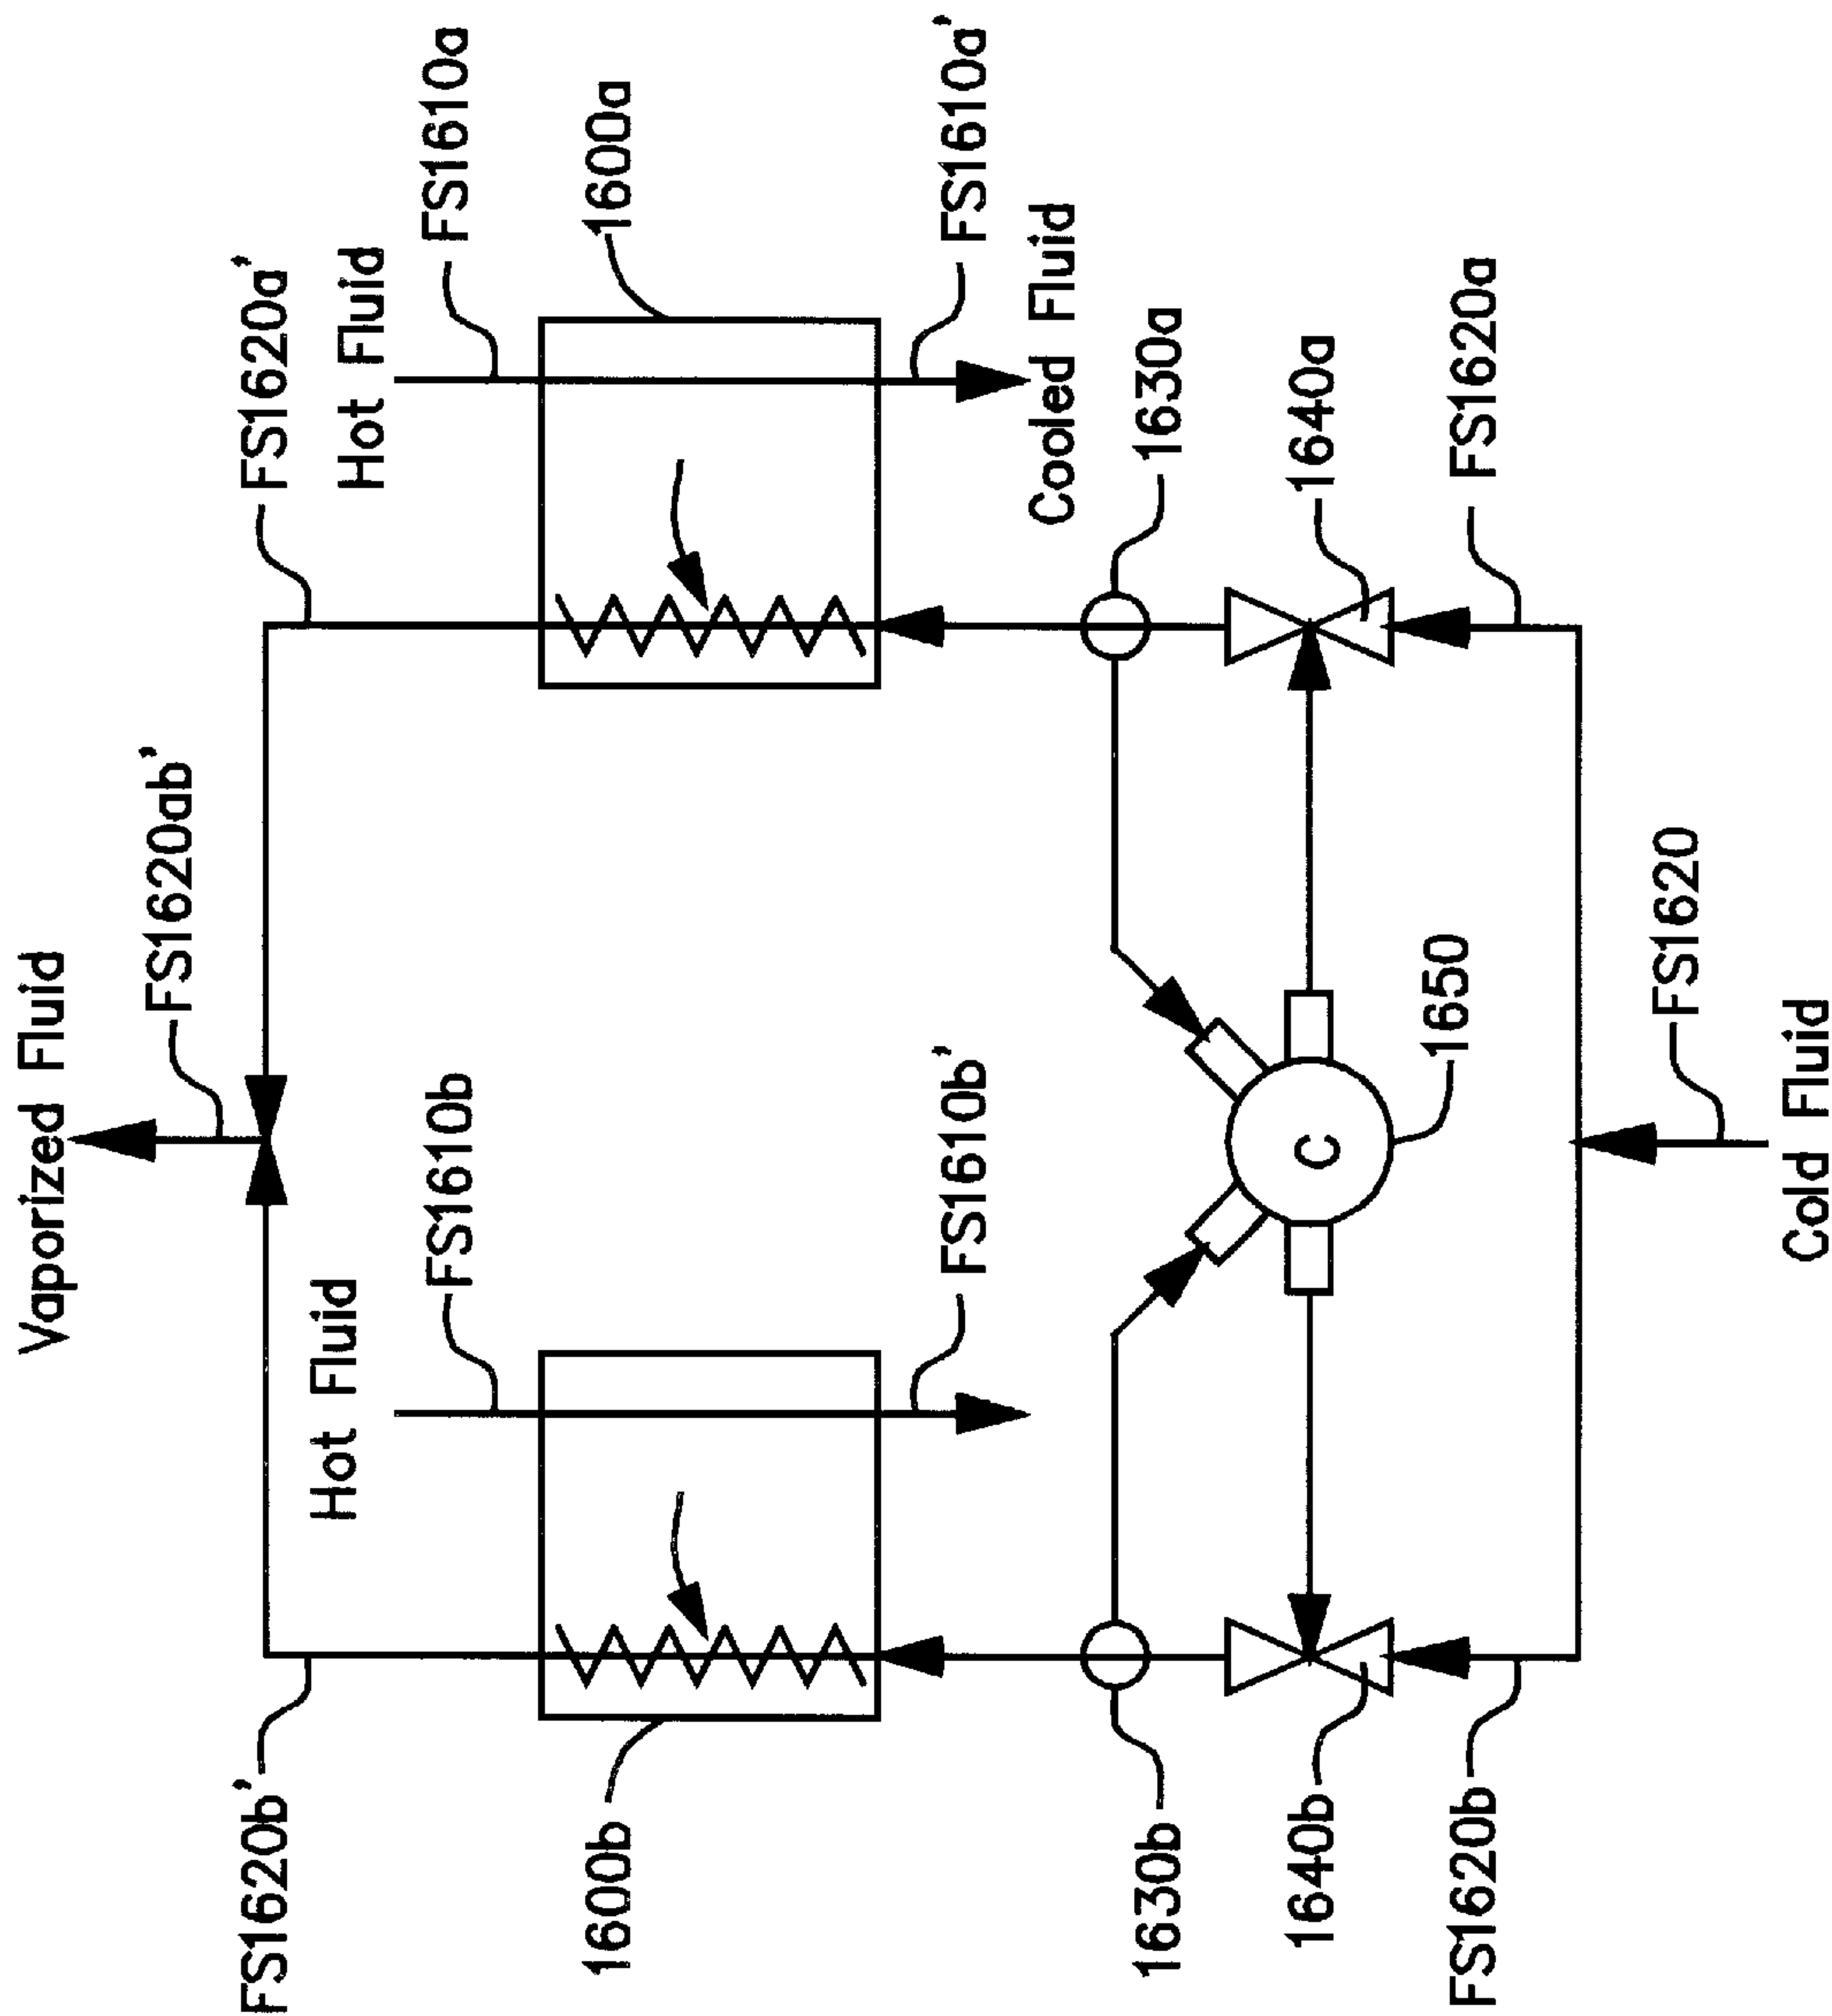 Vaporized Fluid
FS1620ab'
FS1620b'
FS1620a'
Hot Fluid
Hot Fluid
FS1610b
FS1610a
1600b
1600a
FS1610b'
FS1610a'
Cooled Fluid
1630b
1630a
1640b
C
1640a
1650
FS1620b
FS1620a
FS1620
Cold Fluid